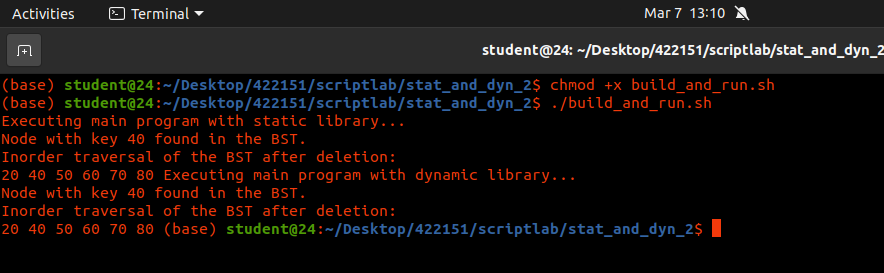 Activities Terminal Mar 7 13:10
student@24: ~/Desktop/422151/scriptlab/stat_and_dyn_2
(base) student@24:~/Desktop/422151/scriptlab/stat_and_dyn_2$ chmod +x build_and_run.sh
(base) student@24:~/Desktop/422151/scriptlab/stat_and_dyn_2$ ./build_and_run.sh
Executing main program with static library...
Node with key 40 found in the BST.
Inorder traversal of the BST after deletion:
20 40 50 60 70 80 Executing main program with dynamic library...
Node with key 40 found in the BST.
Inorder traversal of the BST after deletion:
20 40 50 60 70 80 (base) student@24:~/Desktop/422151/scriptlab/stat_and_dyn_2$